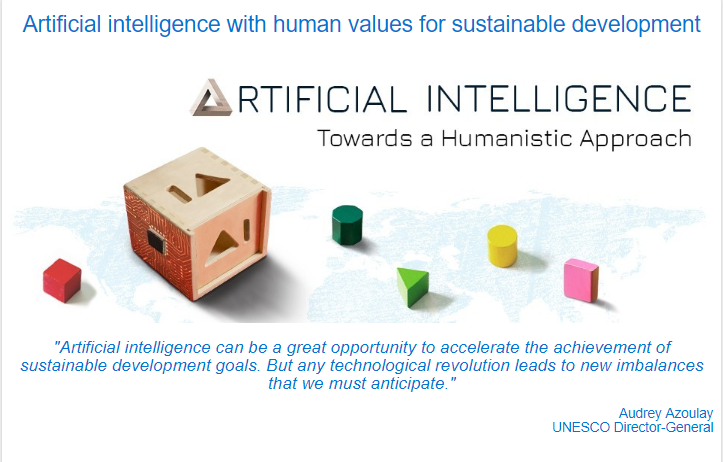 Artificial intelligence with human values for sustainable development
ARTIFICIAL INTELLIGENCE
Towards a Humanistic Approach
"Artificial intelligence can be a great opportunity to accelerate the achievement of
sustainable development goals. But any technological revolution leads to new imbalances
that we must anticipate."
Audrey Azoulay
UNESCO Director-General